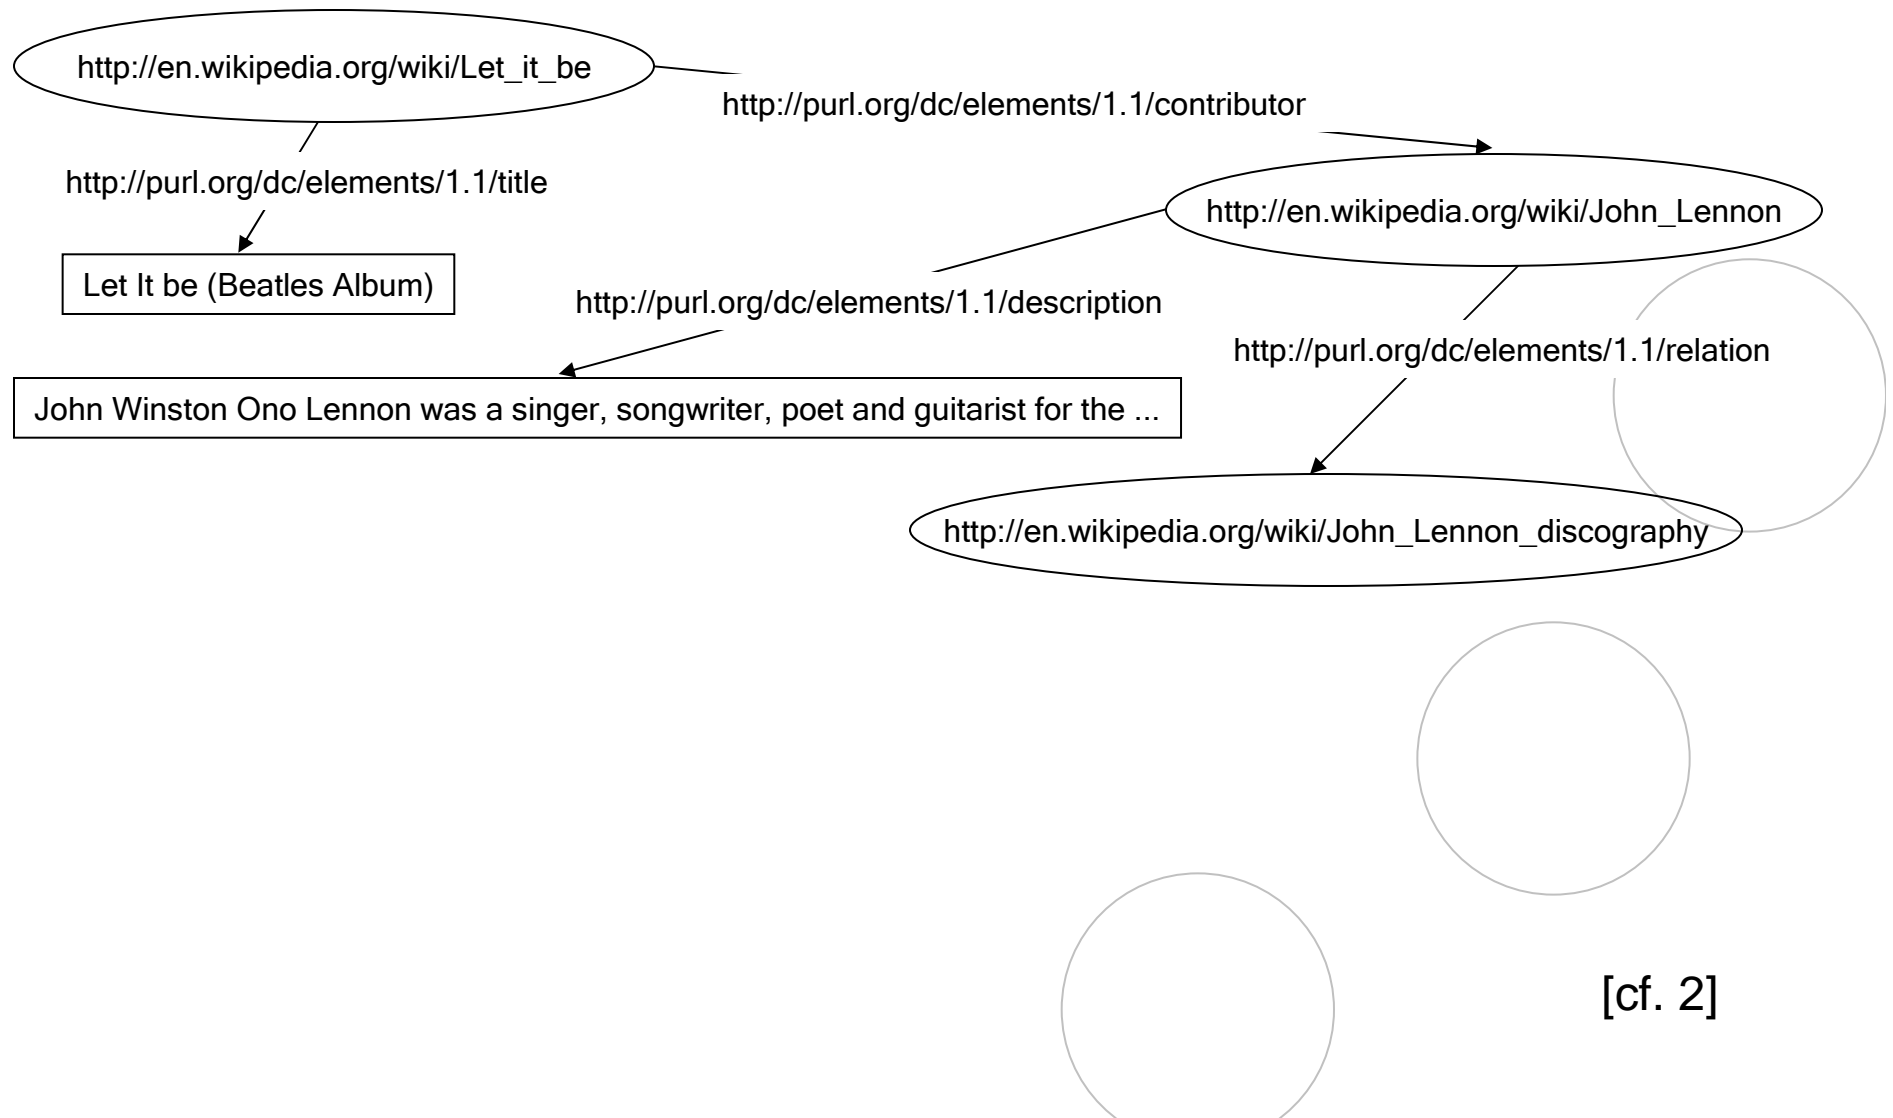 http://en.wikipedia.org/wiki/Let_it_be
http://purl.org/dc/elements/1.1/contributor
http://purl.org/dc/elements/1.1/title
http://en.wikipedia.org/wiki/John_Lennon
Let It be (Beatles Album)
http://purl.org/dc/elements/1.1/description
http://purl.org/dc/elements/1.1/relation
John Winston Ono Lennon was a singer, songwriter, poet and guitarist for the ...
http://en.wikipedia.org/wiki/John_Lennon_discography
[cf. 2]